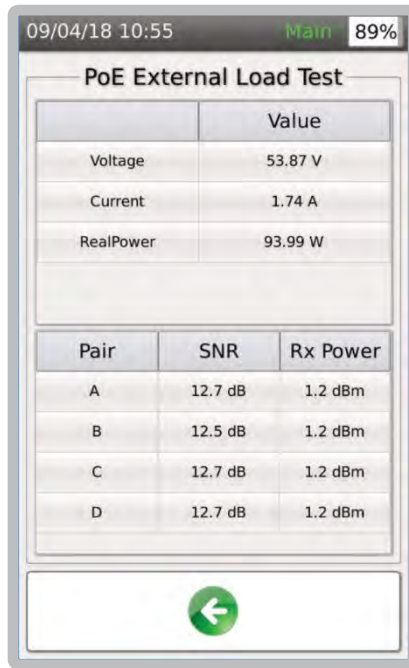 09/04/18 10:55 Main 89%
PoE External Load Test
Value
Voltage 53.87 V
Current 1.74 A
RealPower 93.99 W
Pair SNR Rx Power
A 12.7 dB 1.2 dBm
B 12.5 dB 1.2 dBm
C 12.7 dB 1.2 dBm
D 12.7 dB 1.2 dBm